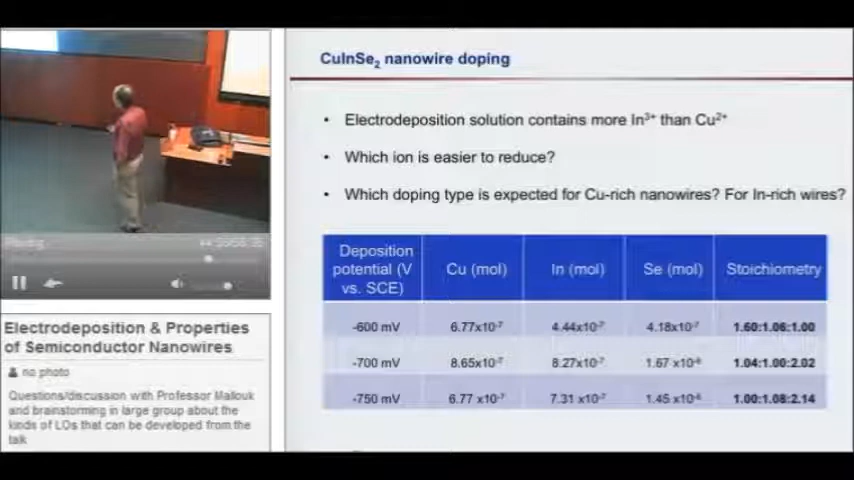 CuInSe2 nanowire doping
• Electrodeposition solution contains more In3+ than Cu2+
• Which ion is easier to reduce?
• Which doping type is expected for Cu-rich nanowires? For In-rich wires?
Deposition potential (V vs. SCE) Cu (mol) In (mol) Se (mol) Stoichiometry
-600 mV 6.77x10-7 4.44x10-7 4.18x10-7 1.60:1.06:1.00
-700 mV 8.65x10-7 8.27x10-7 1.67 x10-6 1.04:1.00:2.02
-750 mV 6.77 x10-7 7.31 x10-7 1.45 x10-6 1.00:1.08:2.14
Playing
Electrodeposition & Properties
of Semiconductor Nanowires
no photo
Questions/discussion with Professor Mallouk
and brainstorming in large group about the
kinds of LOs that can be developed from the
talk